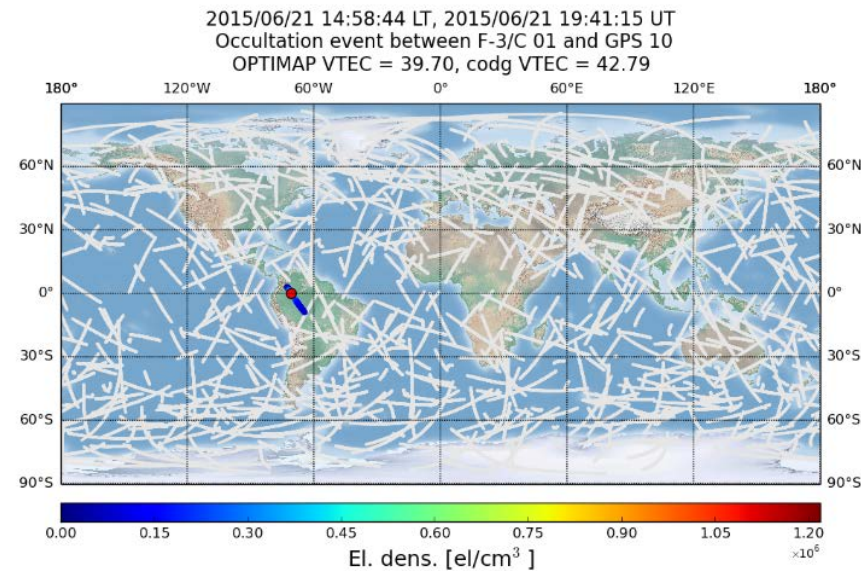 2015/06/21 14:58:44 LT, 2015/06/21 19:41:15 UT
Occultation event between F-3/C 01 and GPS 10
OPTIMAP VTEC = 39.70, codg VTEC = 42.79
180° 120°W 60°W 0° 60°E 120°E 180°
60°N 60°N
30°N 30°N
0° 0°
30°S 30°S
60°S 60°S
90°S 90°S
0.00 0.15 0.30 0.45 0.60 0.75 0.90 1.05 1.20
×10⁶
El. dens. [el/cm³ ]